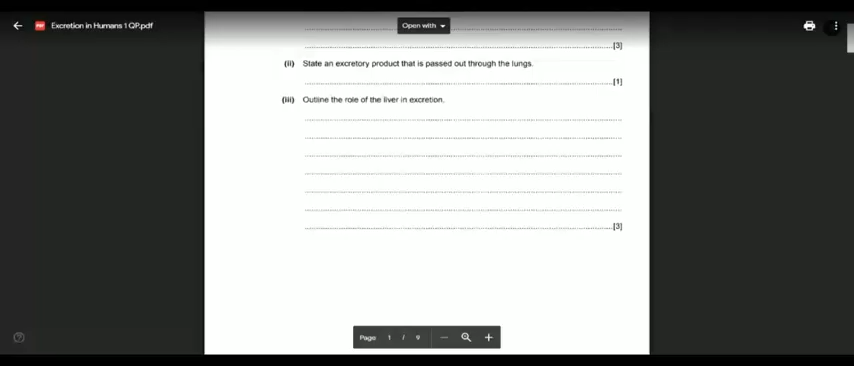 PDF Excretion in Humans 1 QP.pdf
Open with
[3]
(ii) State an excretory product that is passed out through the lungs.
[1]
(iii) Outline the role of the liver in excretion.
[3]
Page 1 / 9